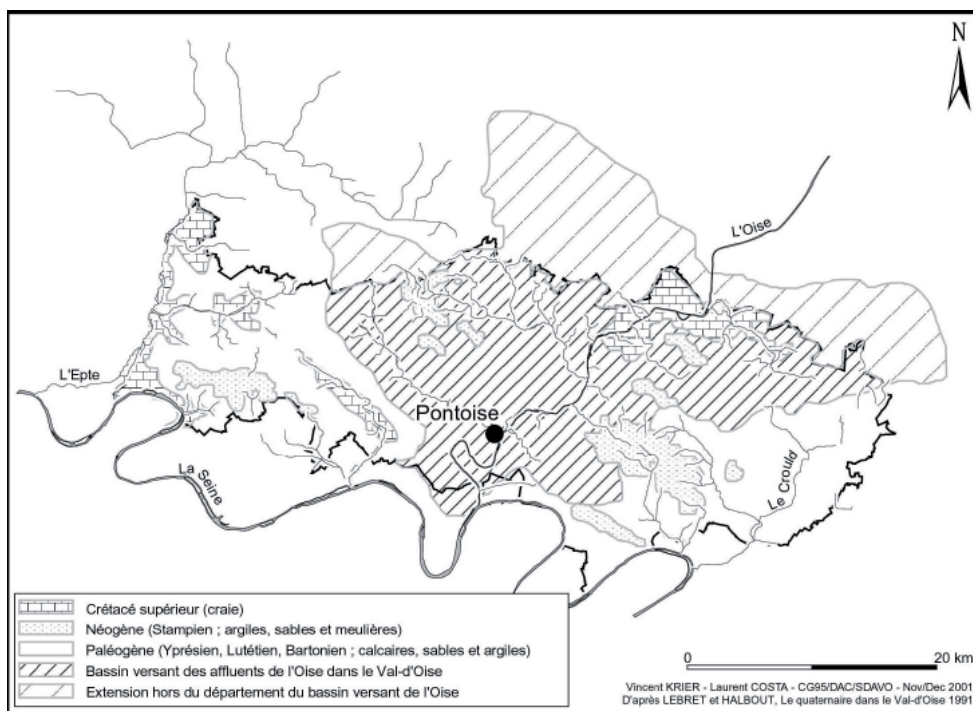 N
L'Oise
L'Epte
Pontoise
La Seine
Le Crould
Crétacé supérieur (craie)
Néogène (Stampien ; argiles, sables et meulières)
Paléogène (Yprésien, Lutétien, Bartonien ; calcaires, sables et argiles)
Bassin versant des affluents de l'Oise dans le Val-d'Oise
Extension hors du département du bassin versant de l'Oise
0 20 km
Vincent KRIER - Laurent COSTA - CG95/DAC/SDAVO - Nov/Dec 2001
D'après LEBRET et HALBOUT, Le quaternaire dans le Val-d'Oise 1991